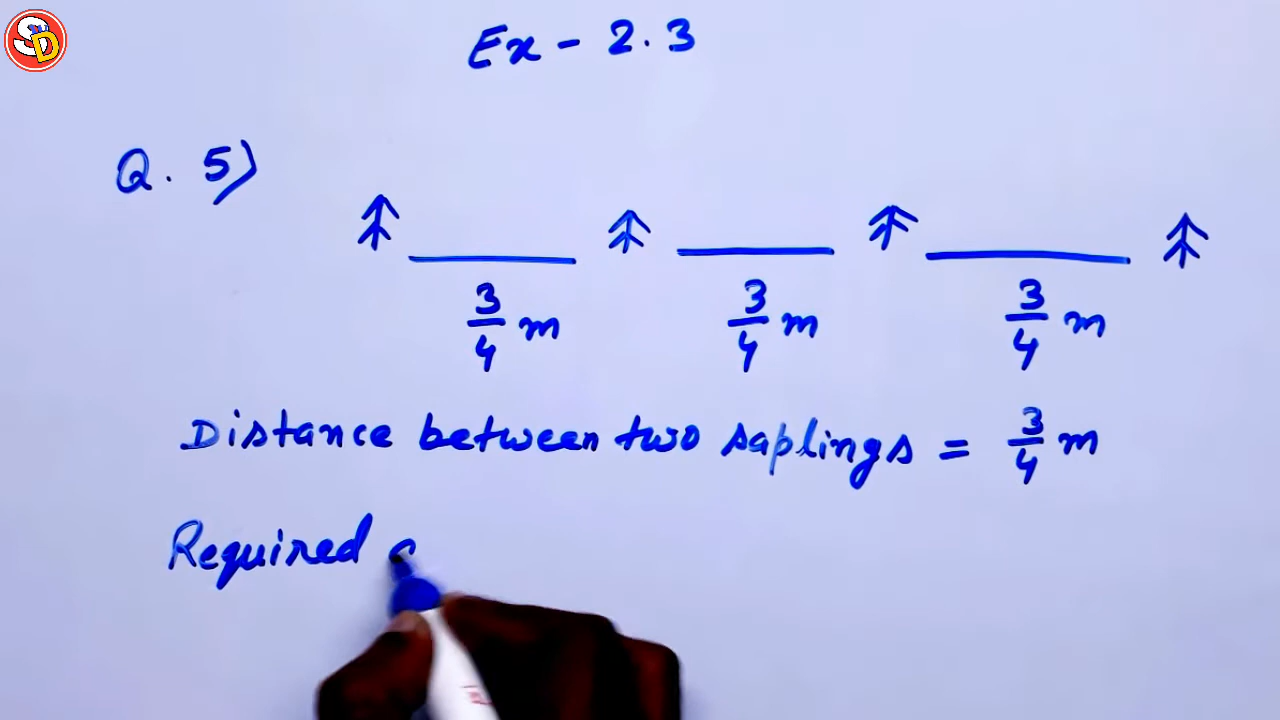 Ex - 2.3
Q. 5)
3/4 m 3/4 m 3/4 m
Distance between two saplings = 3/4 m
Required